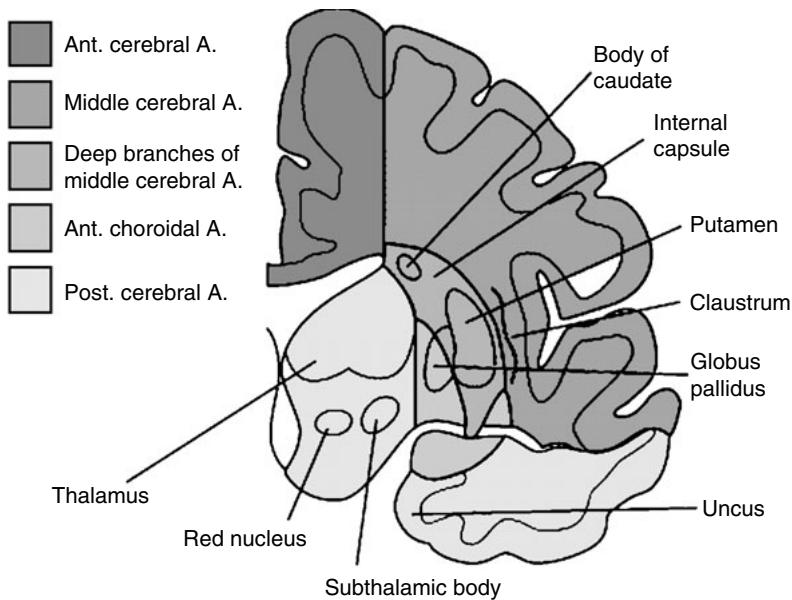 Ant. cerebral A.
Middle cerebral A.
Deep branches of
middle cerebral A.
Ant. choroidal A.
Post. cerebral A.
Body of
caudate
Internal
capsule
Putamen
Claustrum
Globus
pallidus
Uncus
Thalamus
Red nucleus
Subthalamic body